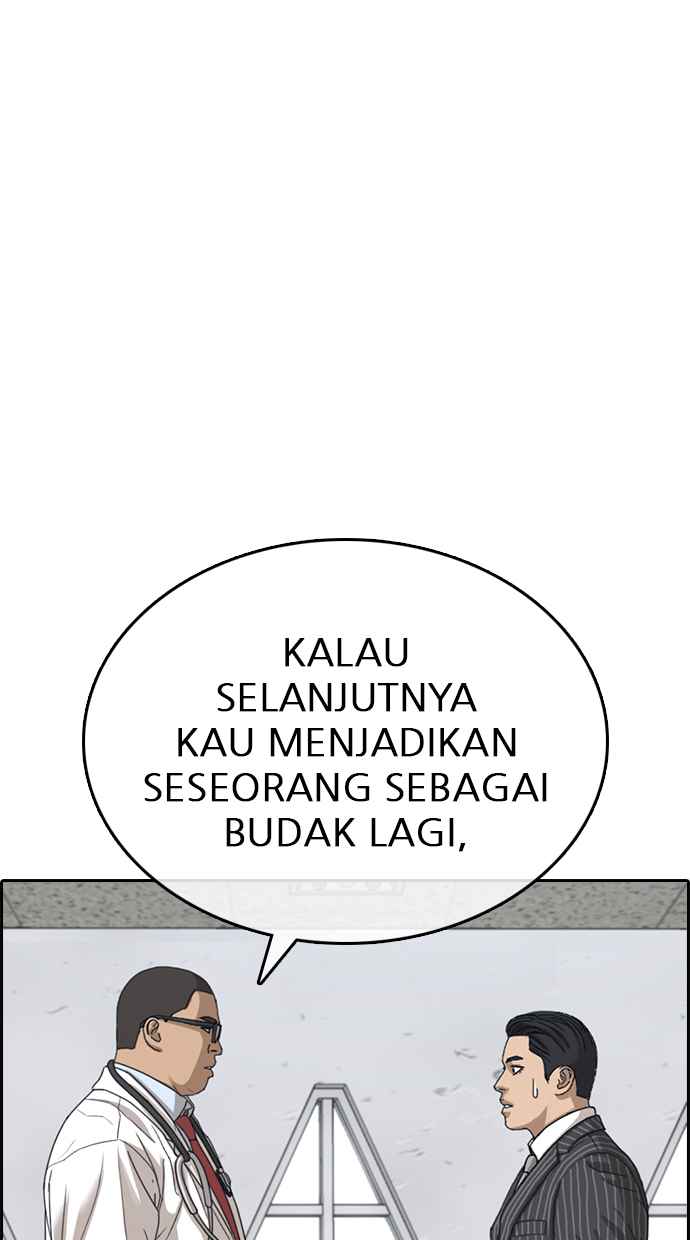 KALAU
SELANJUTNYA
KAU MENJADIKAN
SESEORANG SEBAGAI
BUDAK LAGI,